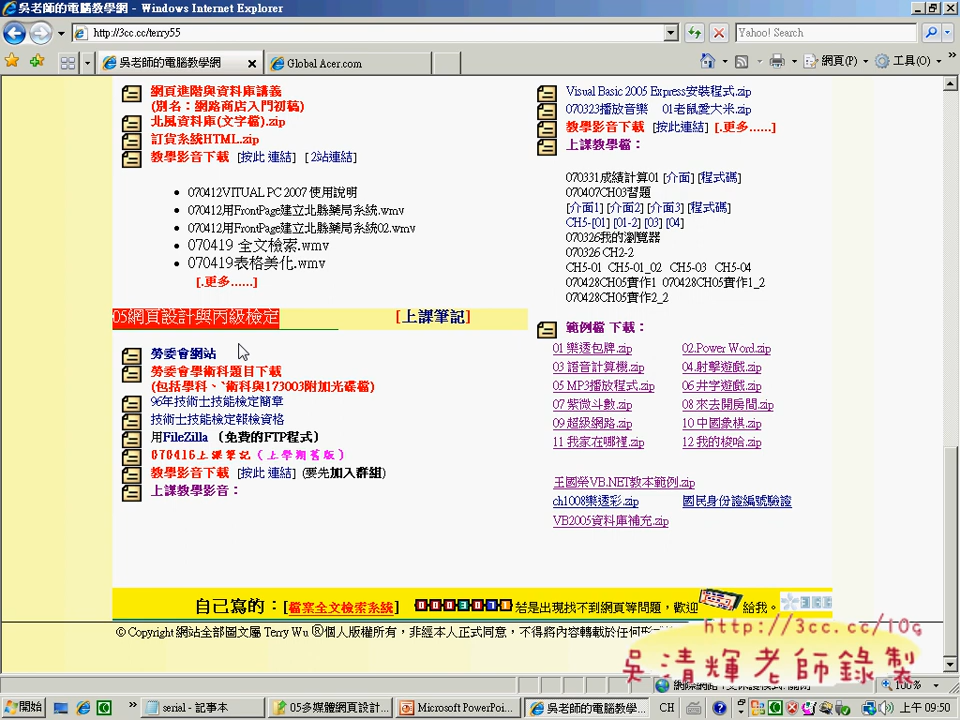 吳老師的電腦教學網 - Windows Internet Explorer
http://3cc.cc/terry55
Yahoo! Search
吳老師的電腦教學網
Global Acer.com
網頁(P)
工具(O)
網頁進階與資料庫講義
(別名：網路商店入門初稿)
北風資料庫(文字檔).zip
訂貨系統HTML.zip
教學影音下載 [按此 連結] [ 2站連結]
070412VITUAL PC 2007 使用說明
070412用FrontPage建立北縣藥局系統.wmv
070412用FrontPage建立北縣藥局系統02.wmv
070419 全文檢索.wmv
070419表格美化.wmv
[.更多......]
05網頁設計與丙級檢定 [上課筆記]
勞委會網站
勞委會學術科題目下載
(包括學科、`術科與173003附加光碟檔)
96年技術士技能檢定簡章
技術士技能檢定報檢資格
用FileZilla （免費的FTP程式）
070416上課筆記（上學期舊版）
教學影音下載 [按此 連結] (要先加入群組)
上課教學影音：
Visual Basic 2005 Express安裝程式.zip
070323播放音樂 01老鼠愛大米.zip
教學影音下載 [按此連結] [.更多......]
上課教學檔：
070331成績計算01 [介面] [程式碼]
070407CH03習題
[介面1] [介面2] [介面3] [程式碼]
CH5-[01] [01-2] [03] [04]
070326我的瀏覽器
070326 CH2-2
CH5-01 CH5-01_02 CH5-03 CH5-04
070428CH05實作1 070428CH05實作1_2
070428CH05實作2_2
範例檔 下載：
01 樂透包牌.zip 02.Power Word.zip
03 語音計算機.zip 04.射擊遊戲.zip
05 MP3播放程式.zip 06 井字遊戲.zip
07 紫微斗數.zip 08 來去開房間.zip
09 超級網路.zip 10 中國象棋.zip
11 我家在哪裡.zip 12 我的梭哈.zip
王國榮VB.NET教本範例.zip
ch1008樂透彩.zip 國民身份證編號驗證
VB2005資料庫補充.zip
自己寫的：[檔案全文檢索系統] 若是出現找不到網頁等問題，歡迎 給我。
© Copyright 網站全部圖文屬 Terry Wu ®個人版權所有，非經本人正式同意，不得將內容轉載於任何形式
http://3cc.cc/10g
吳清輝老師錄製
100%
開始
serial - 記事本
05多媒體網頁設計...
Microsoft PowerPoi...
吳老師的電腦教學...
CH
上午 09:50